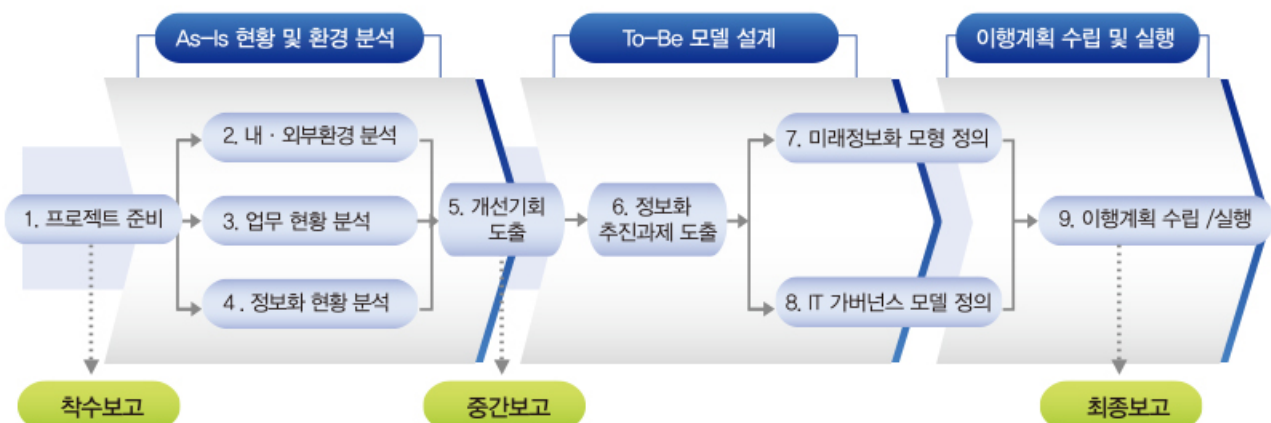 As-Is 현황 및 환경 분석
To-Be 모델 설계
이행계획 수립 및 실행
1. 프로젝트 준비
2. 내 · 외부환경 분석
3. 업무 현황 분석
4 . 정보화 현황 분석
5. 개선기회
도출
6. 정보화
추진과제 도출
7. 미래정보화 모형 정의
8. IT 가버넌스 모델 정의
9. 이행계획 수립 /실행
착수보고
중간보고
최종보고